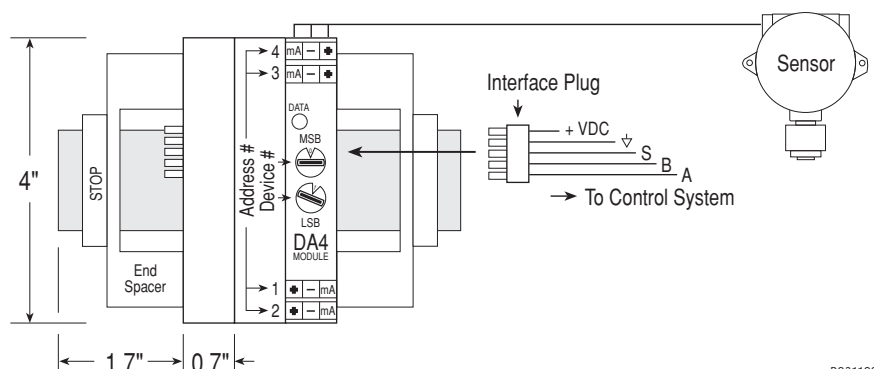 4 mA – +
3 mA – +
DATA
MSB
Address #
Device #
LSB
DA4
MODULE
1 + – mA
2 + – mA
STOP
End
Spacer
4"
1.7"
0.7"
Interface Plug
+ VDC
S
B
A
To Control System
Sensor